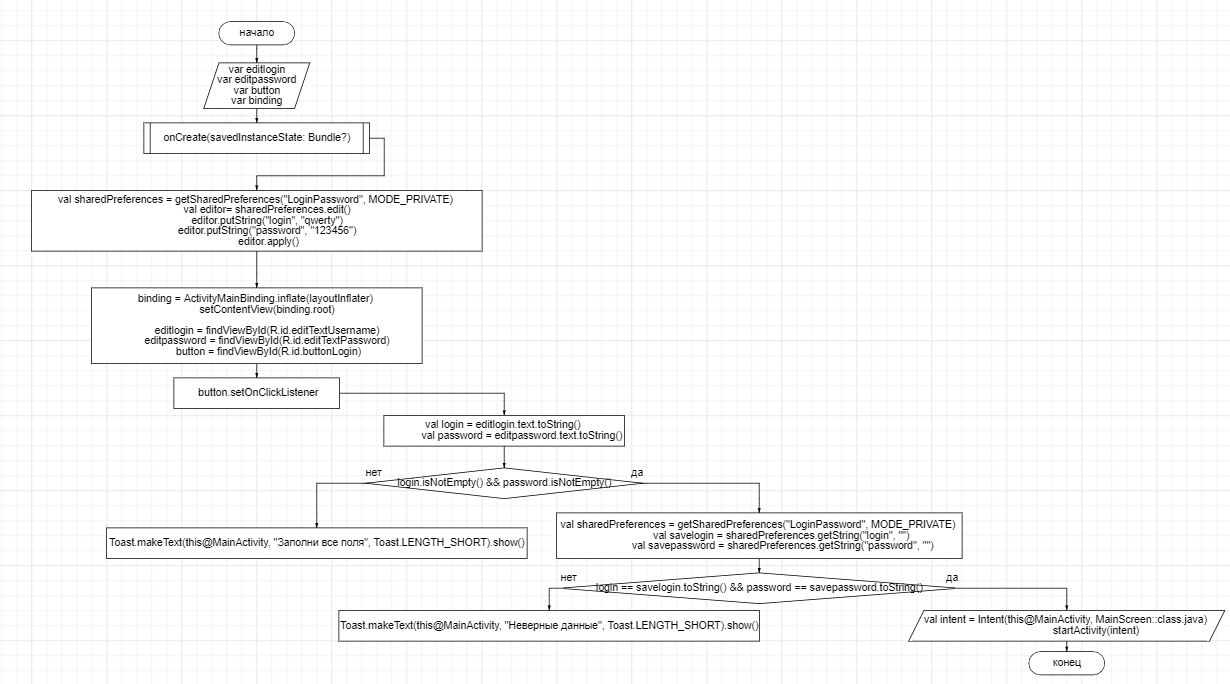 начало
var editlogin
var editpassword
var button
var binding
onCreate(savedInstanceState: Bundle?)
val sharedPreferences = getSharedPreferences("LoginPassword", MODE_PRIVATE)
val editor= sharedPreferences.edit()
editor.putString("login", "qwerty")
editor.putString("password", "123456")
editor.apply()
binding = ActivityMainBinding.inflate(layoutInflater)
setContentView(binding.root)
editlogin = findViewById(R.id.editTextUsername)
editpassword = findViewById(R.id.editTextPassword)
button = findViewById(R.id.buttonLogin)
button.setOnClickListener
val login = editlogin.text.toString()
val password = editpassword.text.toString()
нет
да
login.isNotEmpty() && password.isNotEmpty()
Toast.makeText(this@MainActivity, "Заполни все поля", Toast.LENGTH_SHORT).show()
val sharedPreferences = getSharedPreferences("LoginPassword", MODE_PRIVATE)
val savelogin = sharedPreferences.getString("login", "")
val savepassword = sharedPreferences.getString("password", "")
нет
да
login == savelogin.toString() && password == savepassword.toString()
Toast.makeText(this@MainActivity, "Неверные данные", Toast.LENGTH_SHORT).show()
val intent = Intent(this@MainActivity, MainScreen::class.java)
startActivity(intent)
конец